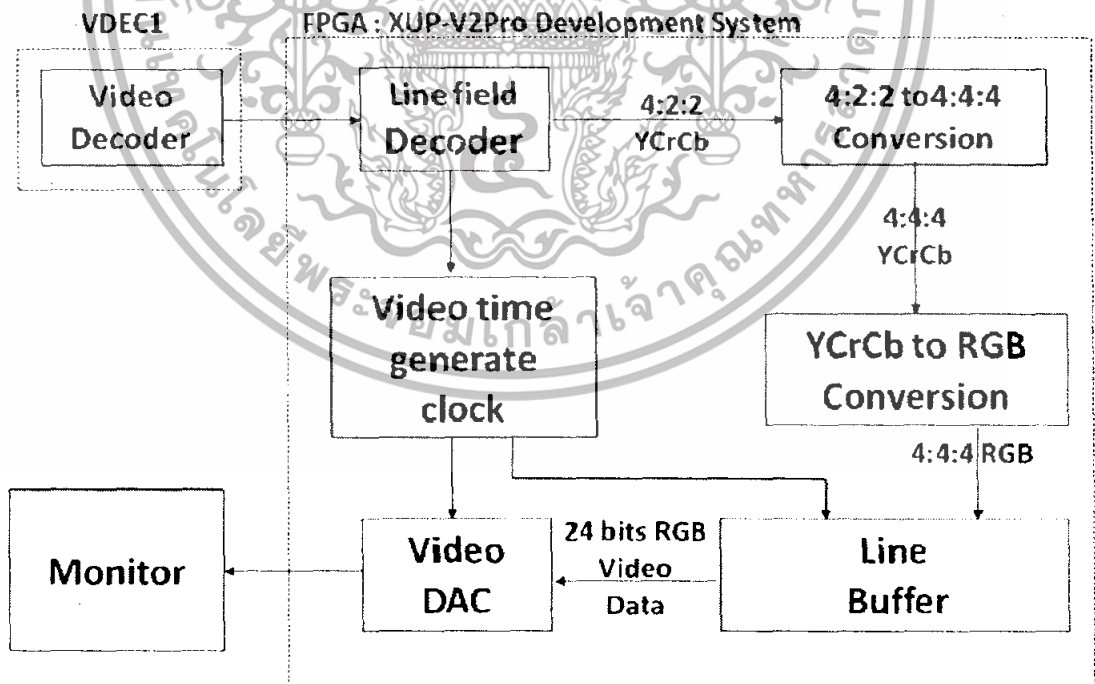 VDEC1
FPGA : XUP-V2Pro Development System
Video
Decoder
Line field
Decoder
4:2:2
YCrCb
4:2:2 to 4:4:4
Conversion
4:4:4
YCrCb
Video time
generate
clock
YCrCb to RGB
Conversion
4:4:4 RGB
Monitor
Video
DAC
24 bits RGB
Video
Data
Line
Buffer